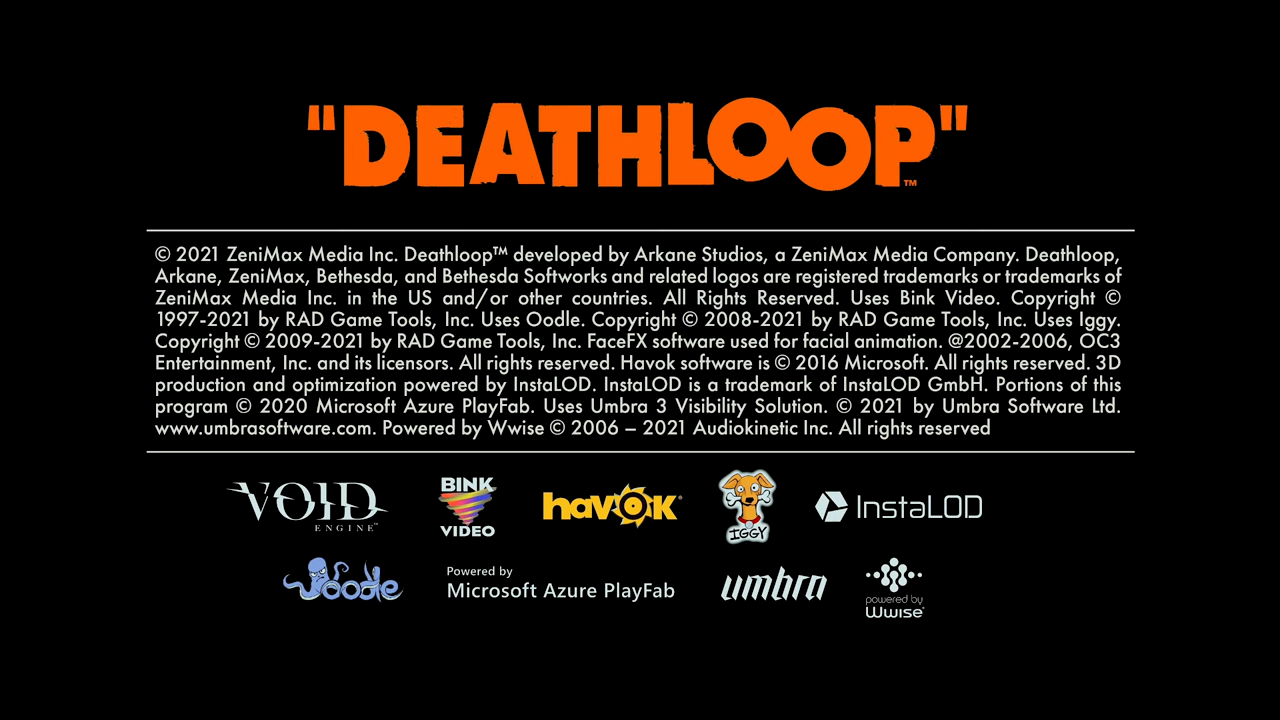 "DEATHLOOP"™
© 2021 ZeniMax Media Inc. Deathloop™ developed by Arkane Studios, a ZeniMax Media Company. Deathloop,
Arkane, ZeniMax, Bethesda, and Bethesda Softworks and related logos are registered trademarks or trademarks of
ZeniMax Media Inc. in the US and/or other countries. All Rights Reserved. Uses Bink Video. Copyright ©
1997-2021 by RAD Game Tools, Inc. Uses Oodle. Copyright © 2008-2021 by RAD Game Tools, Inc. Uses Iggy.
Copyright © 2009-2021 by RAD Game Tools, Inc. FaceFX software used for facial animation. @2002-2006, OC3
Entertainment, Inc. and its licensors. All rights reserved. Havok software is © 2016 Microsoft. All rights reserved. 3D
production and optimization powered by InstaLOD. InstaLOD is a trademark of InstaLOD GmbH. Portions of this
program © 2020 Microsoft Azure PlayFab. Uses Umbra 3 Visibility Solution. © 2021 by Umbra Software Ltd.
www.umbrasoftware.com. Powered by Wwise © 2006 – 2021 Audiokinetic Inc. All rights reserved
VOID
ENGINE™
BINK
VIDEO
havok®
IGGY
InstaLOD
oodle
Powered by
Microsoft Azure PlayFab
umbra
powered by
Wwise